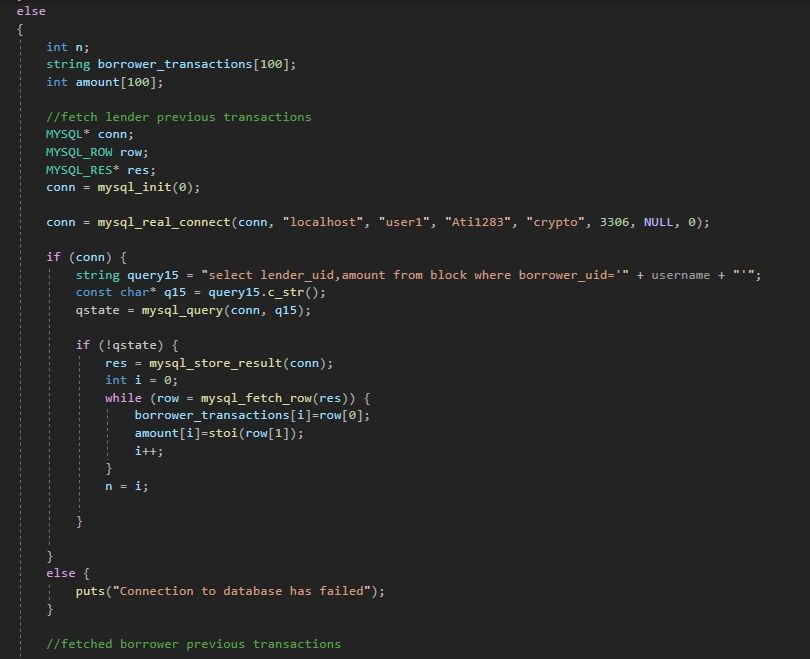 else
{
int n;
string borrower_transactions[100];
int amount[100];
//fetch lender previous transactions
MYSQL* conn;
MYSQL_ROW row;
MYSQL_RES* res;
conn = mysql_init(0);
conn = mysql_real_connect(conn, "localhost", "user1", "Ati1283", "crypto", 3306, NULL, 0);
if (conn) {
string query15 = "select lender_uid,amount from block where borrower_uid='" + username + "'";
const char* q15 = query15.c_str();
qstate = mysql_query(conn, q15);
if (!qstate) {
res = mysql_store_result(conn);
int i = 0;
while (row = mysql_fetch_row(res)) {
borrower_transactions[i]=row[0];
amount[i]=stoi(row[1]);
i++;
}
n = i;
}
}
else {
puts("Connection to database has failed");
}
//fetched borrower previous transactions